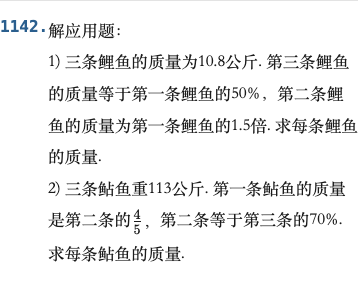 1142. 解应用题：
1) 三条鲤鱼的质量为10.8公斤. 第三条鲤鱼
的质量等于第一条鲤鱼的50%，第二条鲤
鱼的质量为第一条鲤鱼的1.5倍. 求每条鲤鱼
的质量.
2) 三条鲇鱼重113公斤. 第一条鲇鱼的质量
是第二条的4/5，第二条等于第三条的70%.
求每条鲇鱼的质量.